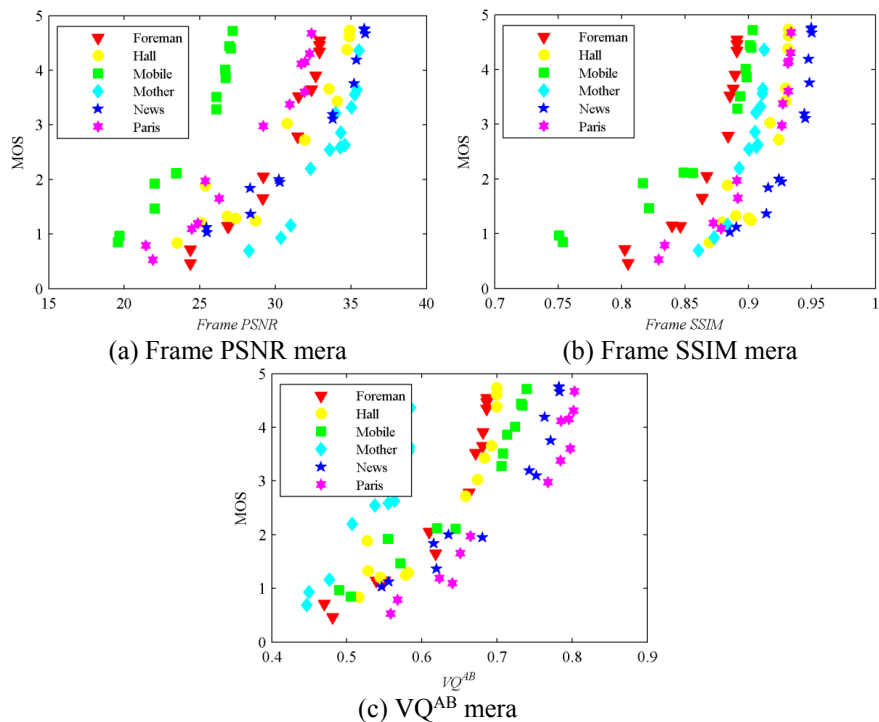 5
4
3
2
1
0
MOS
Foreman
Hall
Mobile
Mother
News
Paris
15 20 25 30 35 40
Frame PSNR
(a) Frame PSNR mera
5
4
3
2
1
0
MOS
Foreman
Hall
Mobile
Mother
News
Paris
0.7 0.75 0.8 0.85 0.9 0.95 1
Frame SSIM
(b) Frame SSIM mera
5
4
3
2
1
0
MOS
Foreman
Hall
Mobile
Mother
News
Paris
0.4 0.5 0.6 0.7 0.8 0.9
VQ^AB
(c) VQ^AB mera